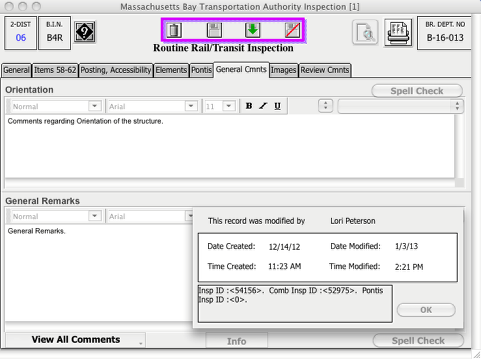 Massachusetts Bay Transportation Authority Inspection [1]
2-DIST
06
B.I.N.
B4R
BR. DEPT. NO
B-16-013
Routine Rail/Transit Inspection
General Items 58-62 Posting, Accessibility Elements Pontis General Cmnts Images Review Cmnts
Orientation
Spell Check
Normal Arial 11 B I U
Comments regarding Orientation of the structure.
General Remarks
Normal Arial
General Remarks.
This record was modified by Lori Peterson
Date Created: 12/14/12 Date Modified: 1/3/13
Time Created: 11:23 AM Time Modified: 2:21 PM
Insp ID :<54156>. Comb Insp ID :<52975>. Pontis
Insp ID :<0>.
OK
View All Comments
Info
Spell Check